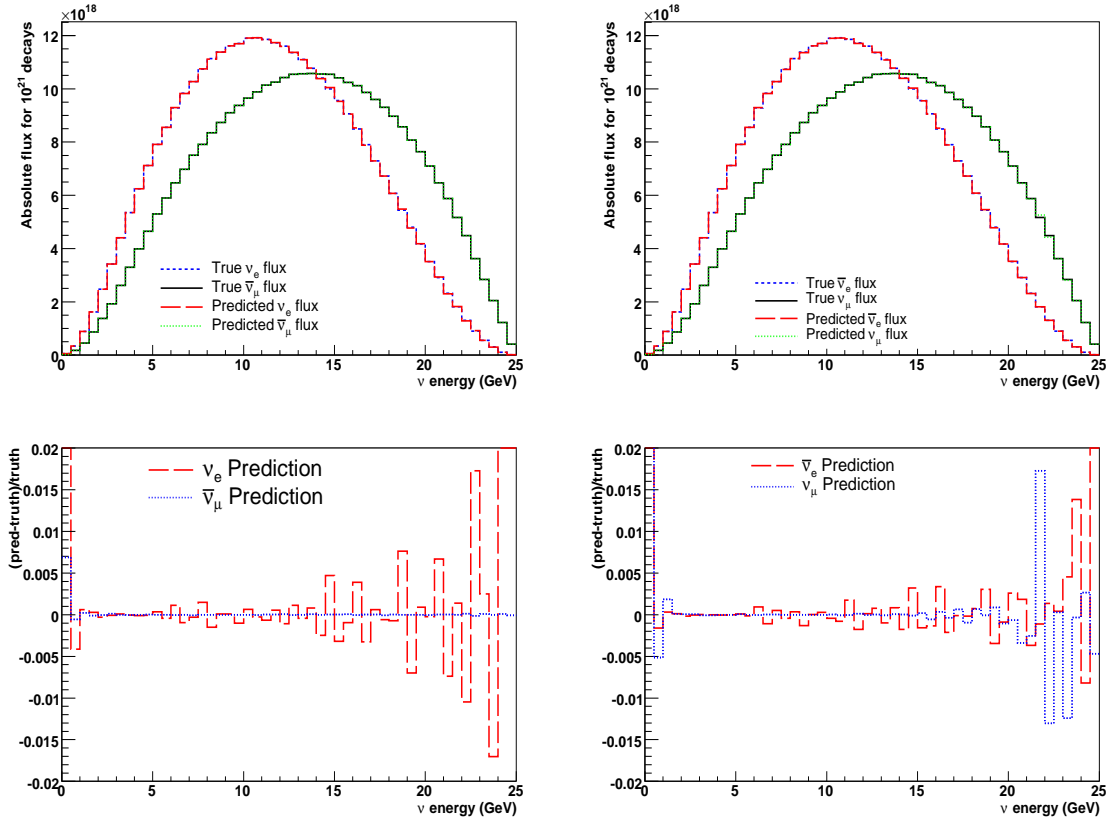 ×10¹⁸
Absolute flux for 10²¹ decays
12
10
8
6
4
2
0
True νₑ flux
True ν̅_μ flux
Predicted νₑ flux
Predicted ν̅_μ flux
0 5 10 15 20 25
ν energy (GeV)
×10¹⁸
Absolute flux for 10²¹ decays
12
10
8
6
4
2
0
True ν̅ₑ flux
True ν_μ flux
Predicted ν̅ₑ flux
Predicted ν_μ flux
0 5 10 15 20 25
ν energy (GeV)
(pred-truth)/truth
0.02
0.015
0.01
0.005
0
-0.005
-0.01
-0.015
-0.02
νₑ Prediction
ν̅_μ Prediction
0 5 10 15 20 25
ν energy (GeV)
(pred-truth)/truth
0.02
0.015
0.01
0.005
0
-0.005
-0.01
-0.015
-0.02
ν̅ₑ Prediction
ν_μ Prediction
0 5 10 15 20 25
ν energy (GeV)